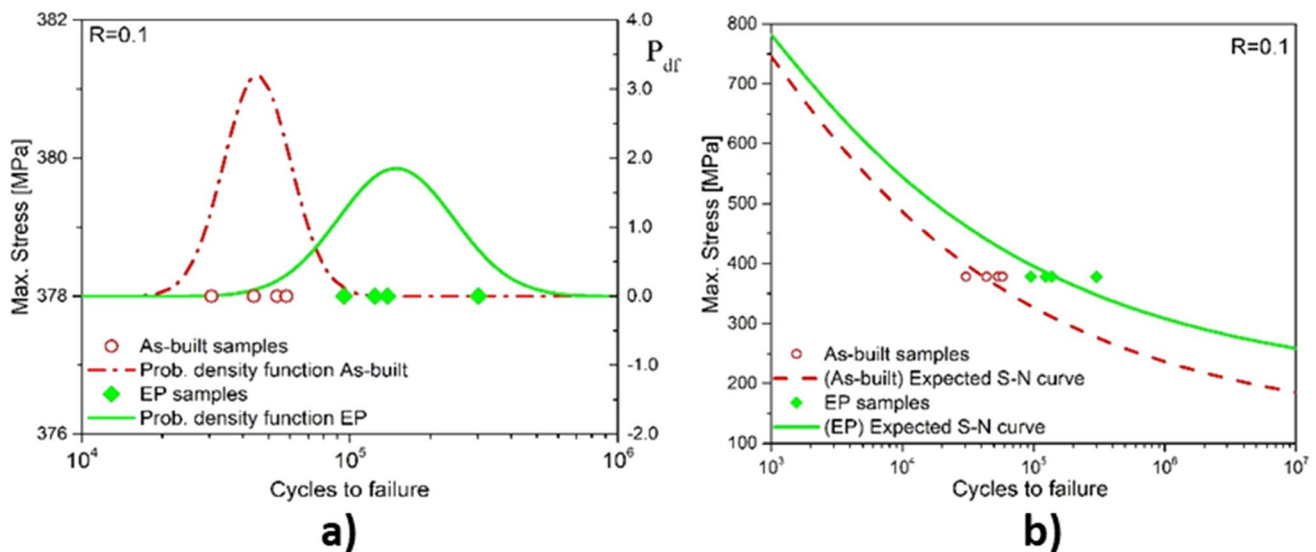 R=0.1
382
380
378
376
Max. Stress [MPa]
4.0
3.0
2.0
1.0
0.0
-1.0
-2.0
P_df
As-built samples
Prob. density function As-built
EP samples
Prob. density function EP
10^4
10^5
10^6
Cycles to failure
a)
R=0.1
800
700
600
500
400
300
200
100
Max. Stress [MPa]
As-built samples
(As-built) Expected S-N curve
EP samples
(EP) Expected S-N curve
10^3
10^4
10^5
10^6
10^7
Cycles to failure
b)